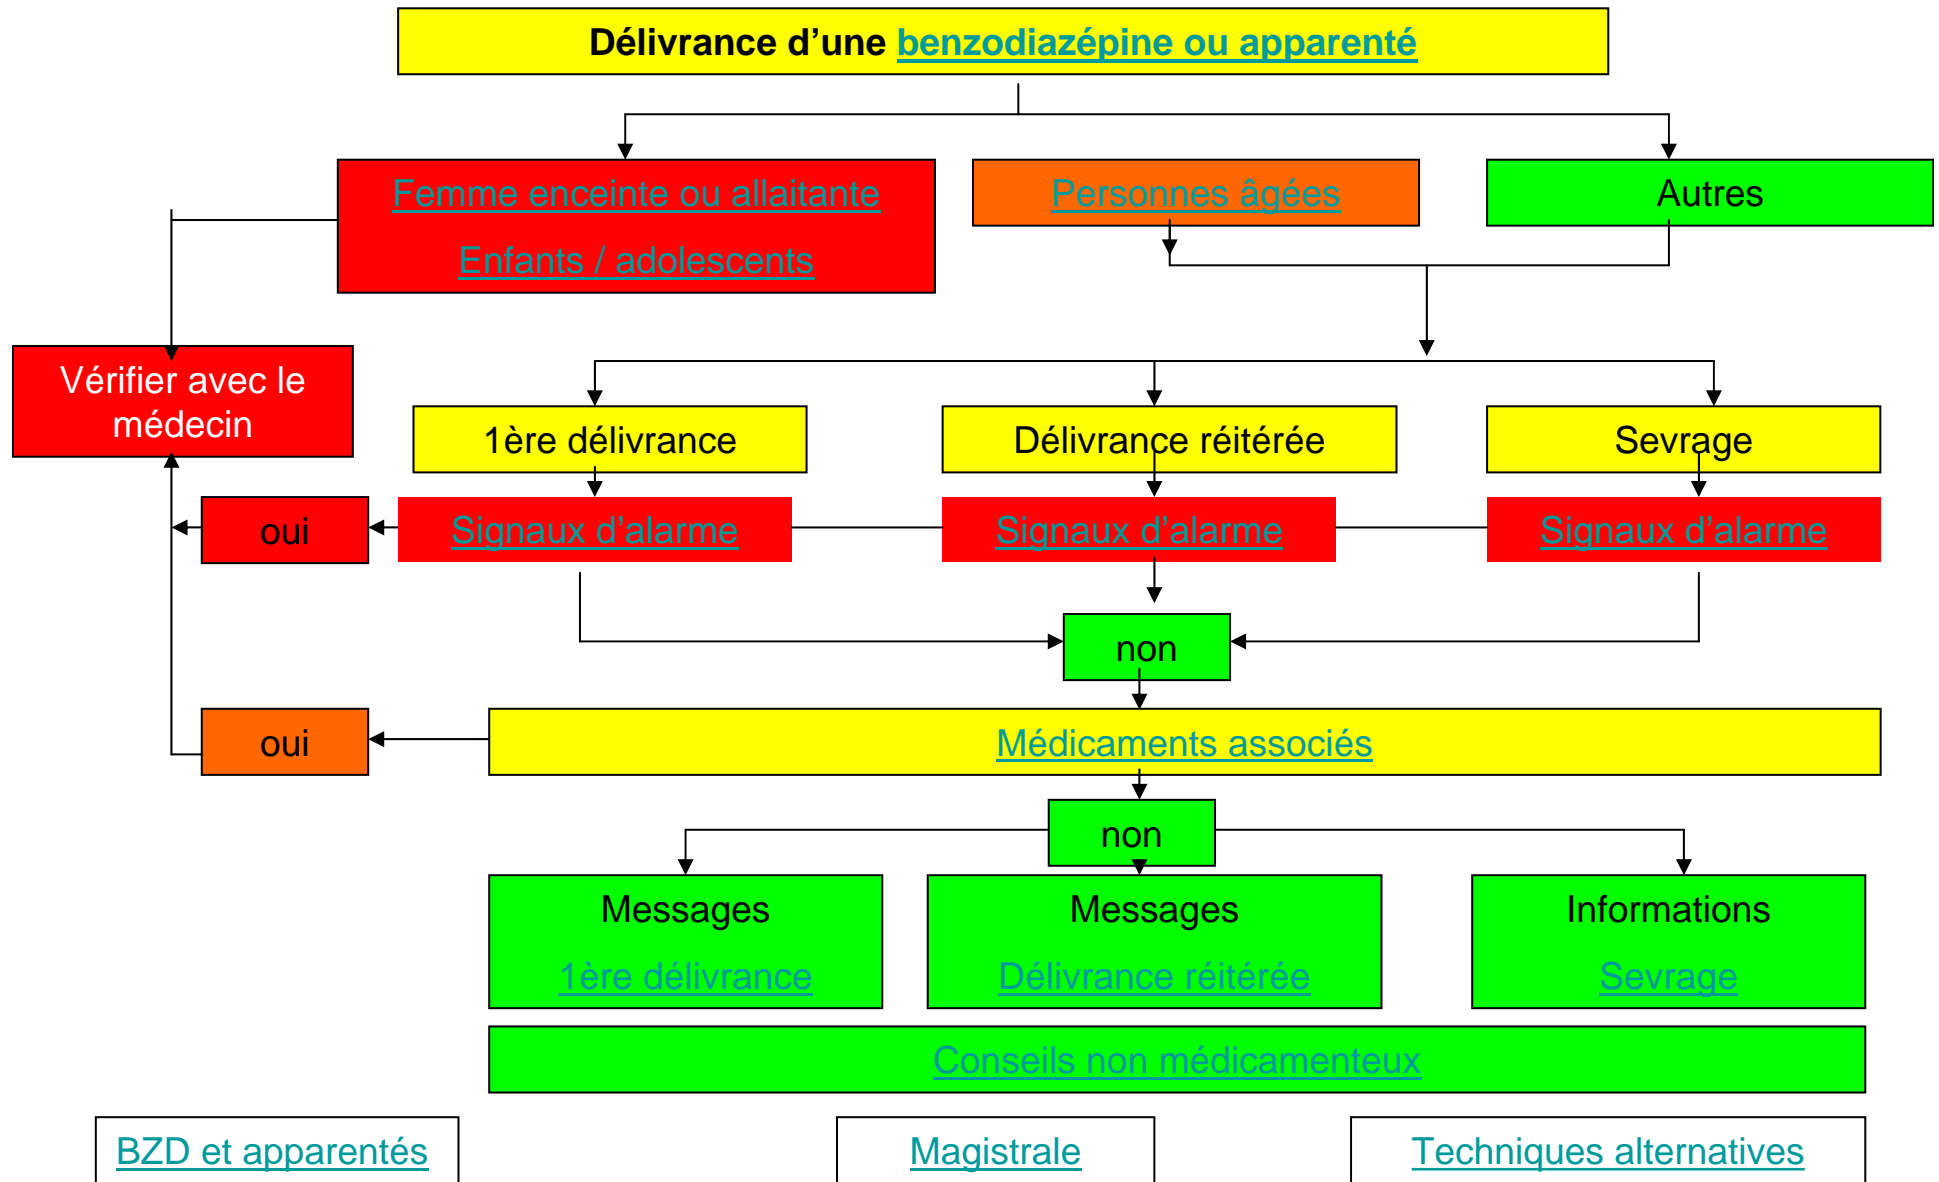 Délivrance d’une benzodiazépine ou apparenté
Femme enceinte ou allaitante
Enfants / adolescents
Personnes âgées
Autres
Vérifier avec le
médecin
1ère délivrance
Délivrance réitérée
Sevrage
oui
Signaux d’alarme
Signaux d’alarme
Signaux d’alarme
non
oui
Médicaments associés
non
Messages
1ère délivrance
Messages
Délivrance réitérée
Informations
Sevrage
Conseils non médicamenteux
BZD et apparentés
Magistrale
Techniques alternatives